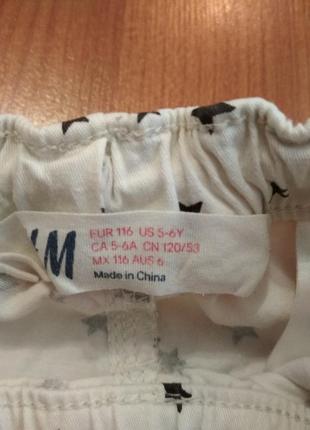 H&M
EUR 116 US 5-6Y
CA 5-6A CN 120/53
MX 116 AUS 6
Made in China